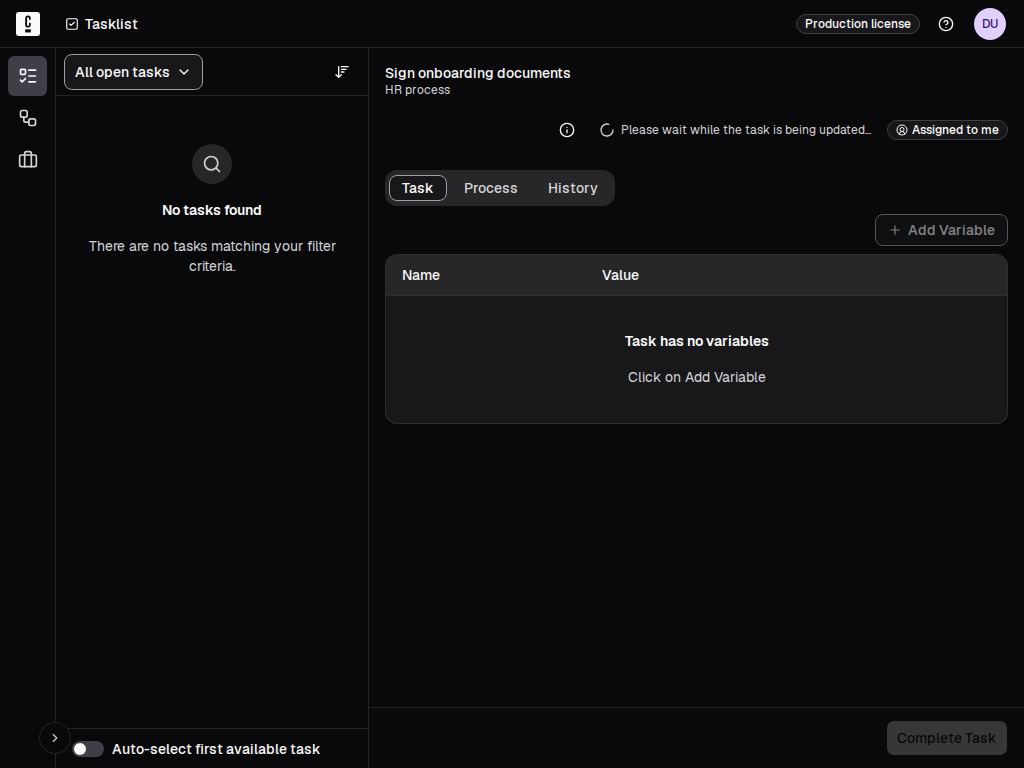 Tasklist
Production license
DU
All open tasks
No tasks found
There are no tasks matching your filter
criteria.
Auto-select first available task
Sign onboarding documents
HR process
Please wait while the task is being updated...
Assigned to me
Task
Process
History
Add Variable
Name
Value
Task has no variables
Click on Add Variable
Complete Task